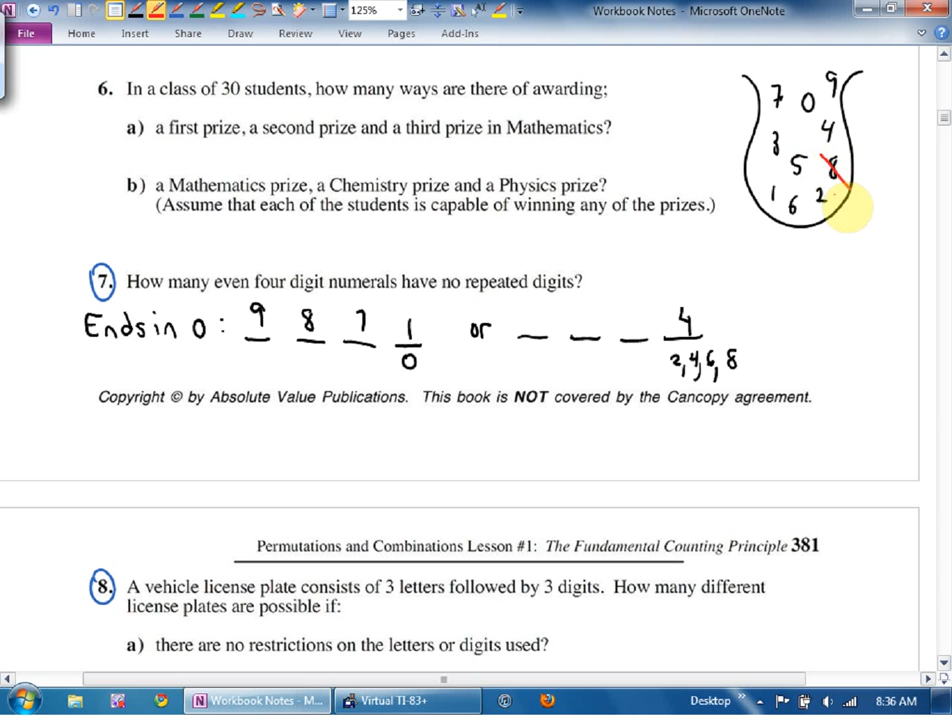 125% Workbook Notes - Microsoft OneNote
File Home Insert Share Draw Review View Pages Add-Ins
6. In a class of 30 students, how many ways are there of awarding;
a) a first prize, a second prize and a third prize in Mathematics?
b) a Mathematics prize, a Chemistry prize and a Physics prize?
(Assume that each of the students is capable of winning any of the prizes.)
7 0 9
3 4
5 8
1 6 2
7. How many even four digit numerals have no repeated digits?
Ends in 0: 9 8 7 1 or _ _ _ 4
0 2,4,6,8
Copyright © by Absolute Value Publications. This book is NOT covered by the Cancopy agreement.
Permutations and Combinations Lesson #1: The Fundamental Counting Principle 381
8. A vehicle license plate consists of 3 letters followed by 3 digits. How many different
license plates are possible if:
a) there are no restrictions on the letters or digits used?
Workbook Notes - M... Virtual TI-83+ Desktop 8:36 AM